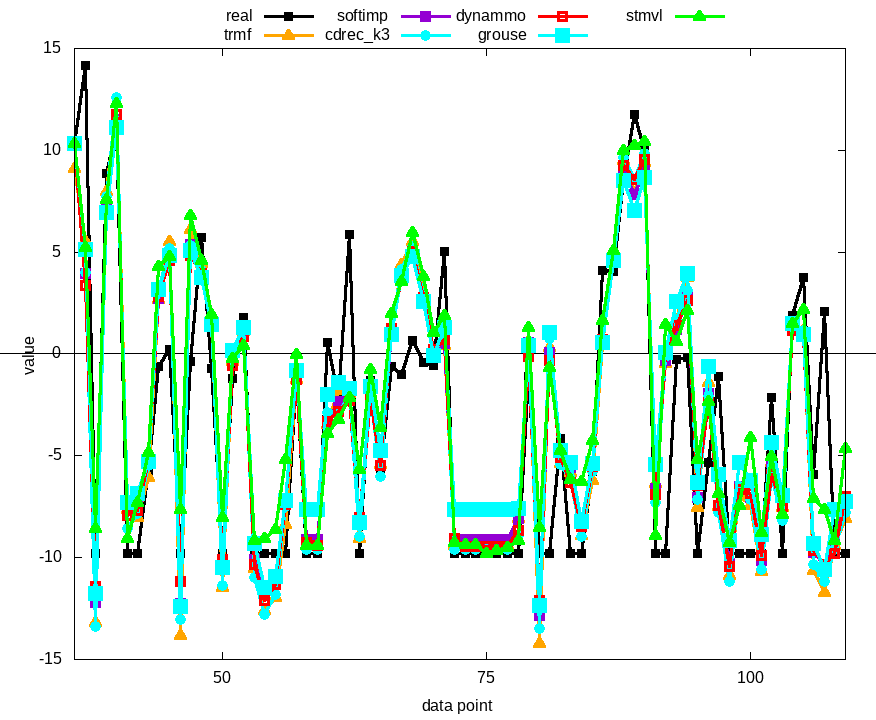 real softimp dynammo stmvl
trmf cdrec_k3 grouse
15
10
5
0
-5
-10
-15
value
50 75 100
data point